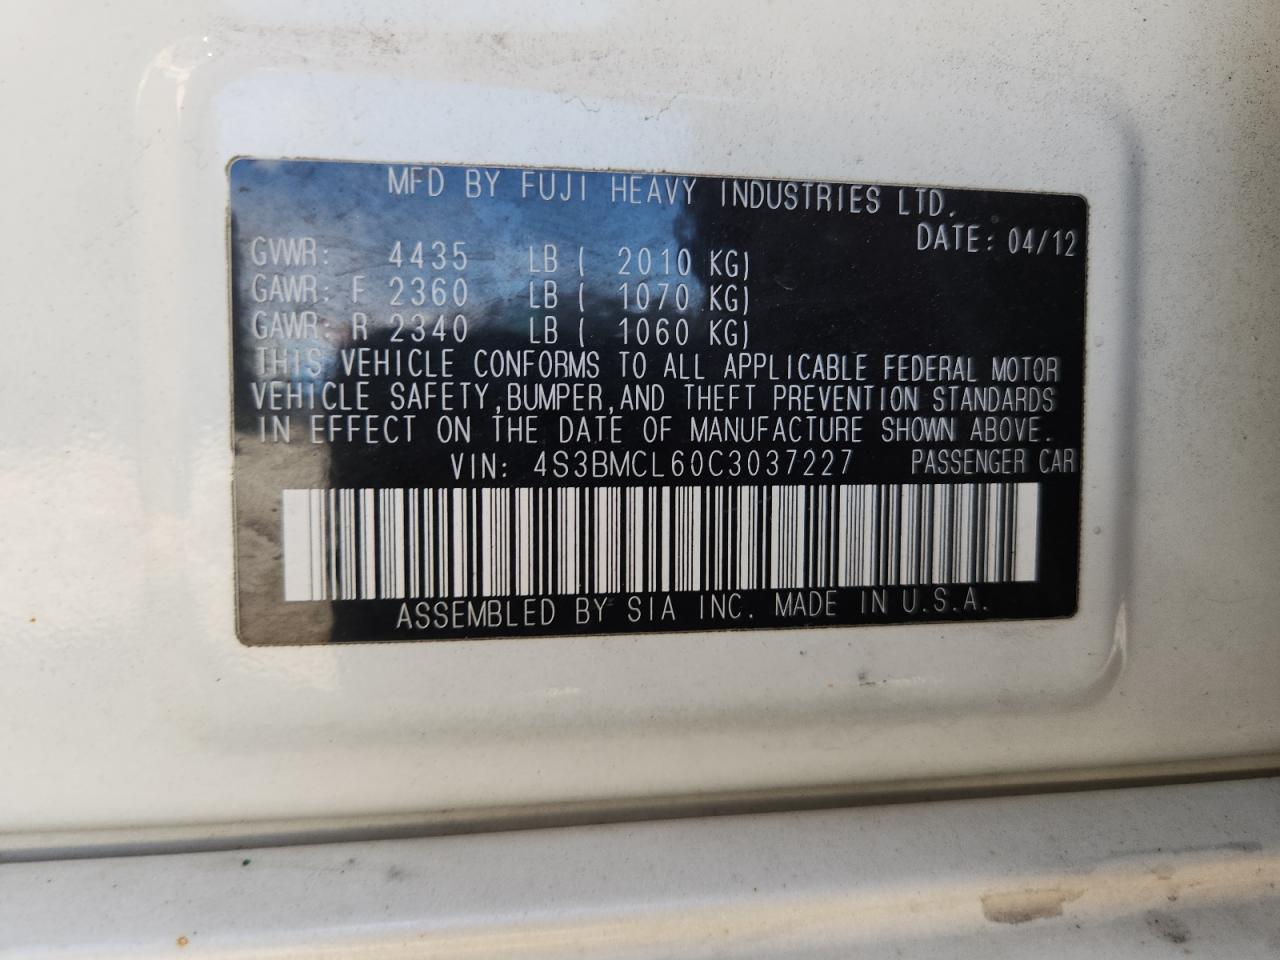 MFD BY FUJI HEAVY INDUSTRIES LTD.
DATE: 04/12
GVWR: 4435 LB ( 2010 KG)
GAWR: F 2360 LB ( 1070 KG)
GAWR: R 2340 LB ( 1060 KG)
THIS VEHICLE CONFORMS TO ALL APPLICABLE FEDERAL MOTOR
VEHICLE SAFETY,BUMPER,AND THEFT PREVENTION STANDARDS
IN EFFECT ON THE DATE OF MANUFACTURE SHOWN ABOVE.
VIN: 4S3BMCL60C3037227 PASSENGER CAR
ASSEMBLED BY SIA INC. MADE IN U.S.A.